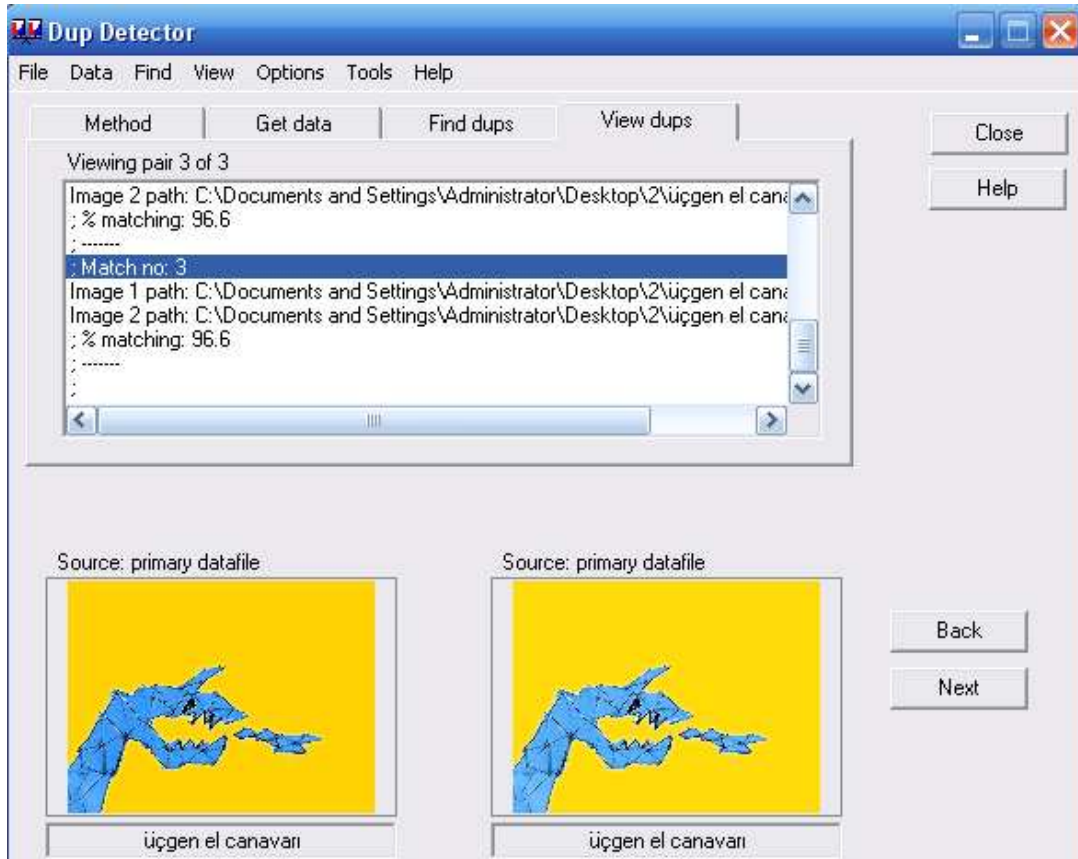 Dup Detector
File Data Find View Options Tools Help
Method Get data Find dups View dups
Close
Viewing pair 3 of 3
Help
Image 2 path: C:\Documents and Settings\Administrator\Desktop\2\üçgen el cana
; % matching: 96.6
; -------
; Match no: 3
Image 1 path: C:\Documents and Settings\Administrator\Desktop\2\üçgen el cana
Image 2 path: C:\Documents and Settings\Administrator\Desktop\2\üçgen el cana
; % matching: 96.6
; -------
;
Source: primary datafile
Source: primary datafile
Back
Next
üçgen el canavarı
üçgen el canavarı